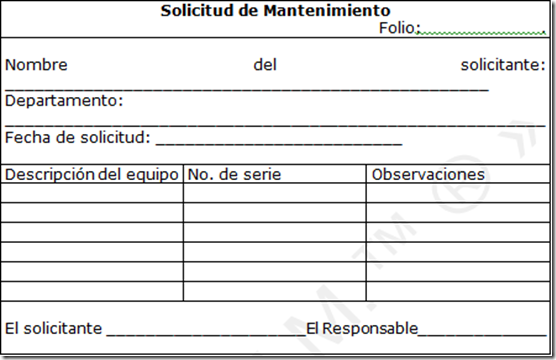 Solicitud de Mantenimiento
Folio:
Nombre del solicitante:
Departamento:
Fecha de solicitud:
Descripción del equipo No. de serie Observaciones
El solicitante El Responsable
M.™ ® »